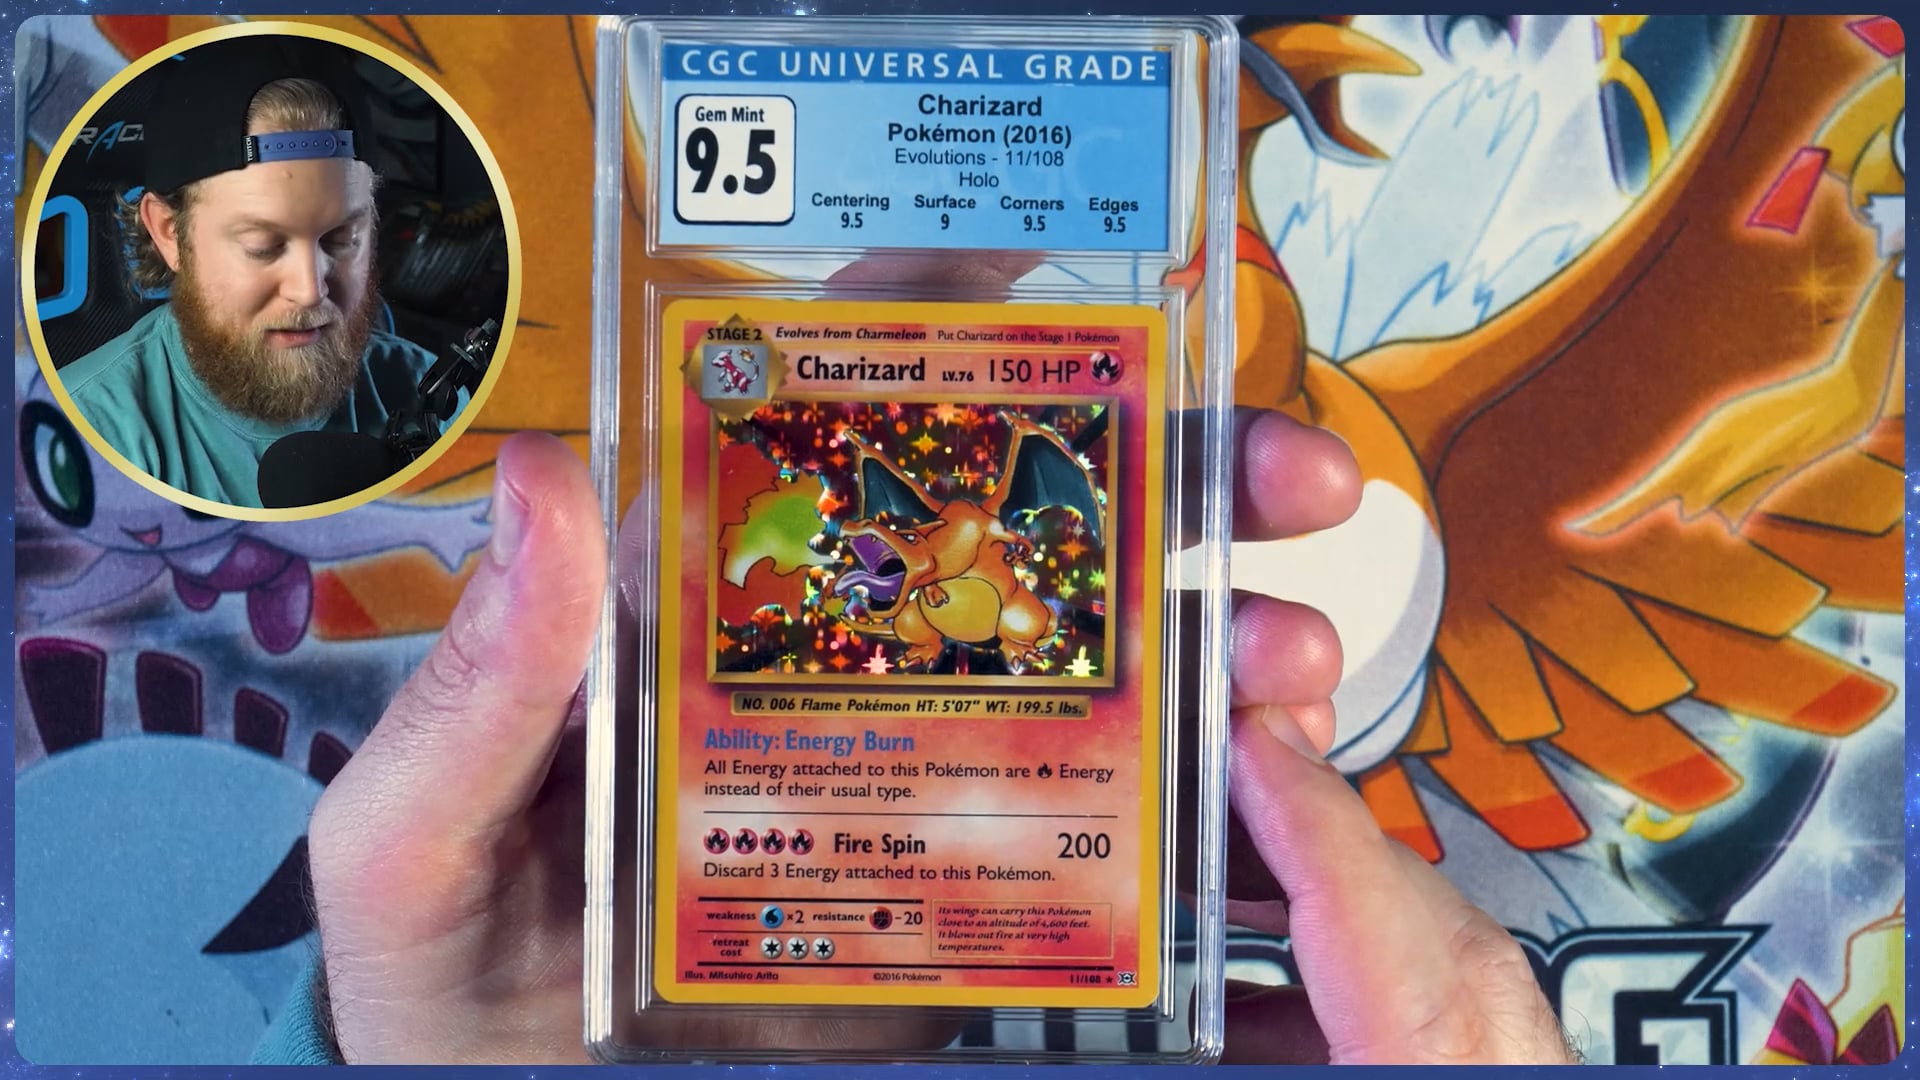 CGC UNIVERSAL GRADE
Gem Mint
9.5
Charizard
Pokémon (2016)
Evolutions - 11/108
Holo
Centering Surface Corners Edges
9.5 9 9.5 9.5
TWITCH
STAGE 2 Evolves from Charmeleon Put Charizard on the Stage 1 Pokémon
Charizard LV.76 150 HP
NO. 006 Flame Pokémon HT: 5'07" WT: 199.5 lbs.
Ability: Energy Burn
All Energy attached to this Pokémon are Energy
instead of their usual type.
Fire Spin 200
Discard 3 Energy attached to this Pokémon.
weakness ×2 resistance -20
retreat
cost
Its wings can carry this Pokémon
close to an altitude of 4,600 feet.
It blows out fire at very high
temperatures.
Illus. Mitsuhiro Arita ©2016 Pokémon 11/108 ★